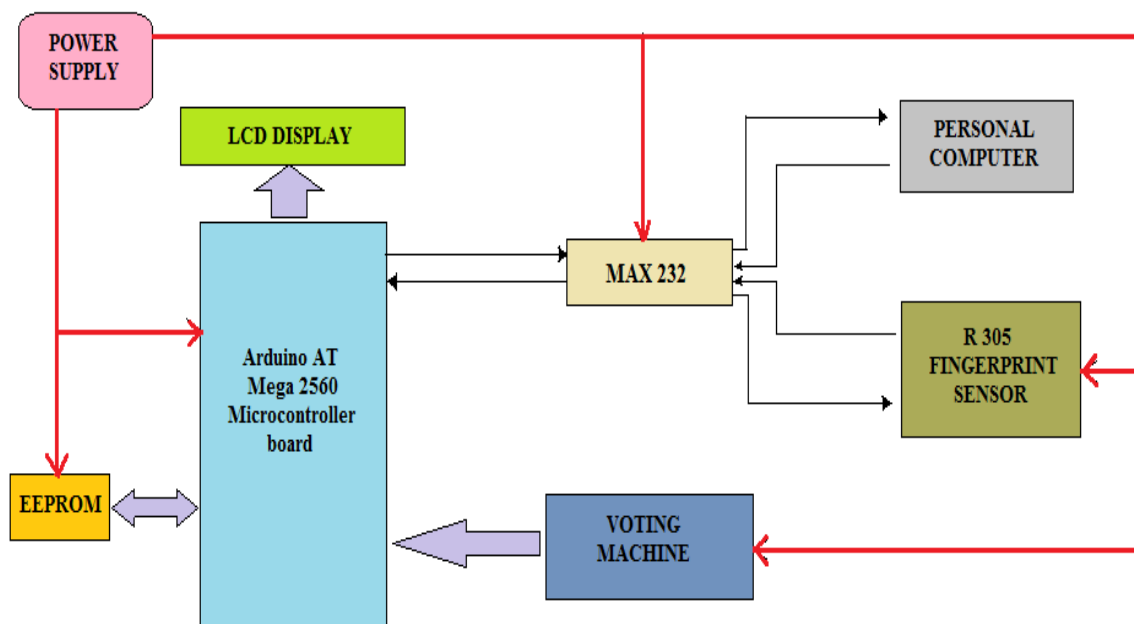 POWER
SUPPLY
LCD DISPLAY
PERSONAL
COMPUTER
MAX 232
R 305
FINGERPRINT
SENSOR
Arduino AT
Mega 2560
Microcontroller
board
EEPROM
VOTING
MACHINE